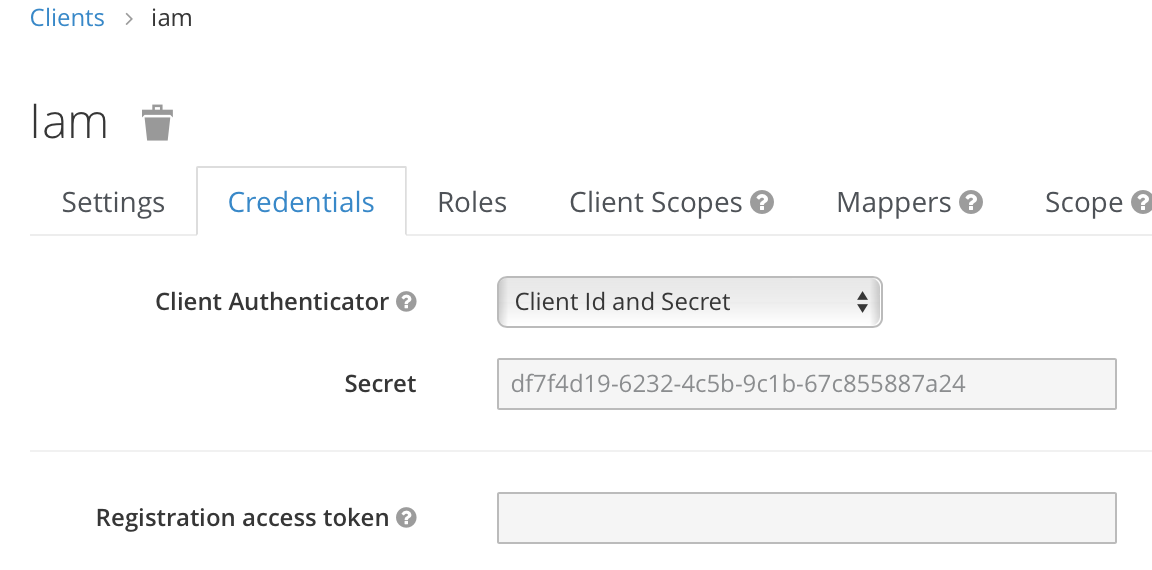 Clients > iam
Iam
Settings Credentials Roles Client Scopes ? Mappers ? Scope ?
Client Authenticator ? Client Id and Secret
Secret df7f4d19-6232-4c5b-9c1b-67c855887a24
Registration access token ?